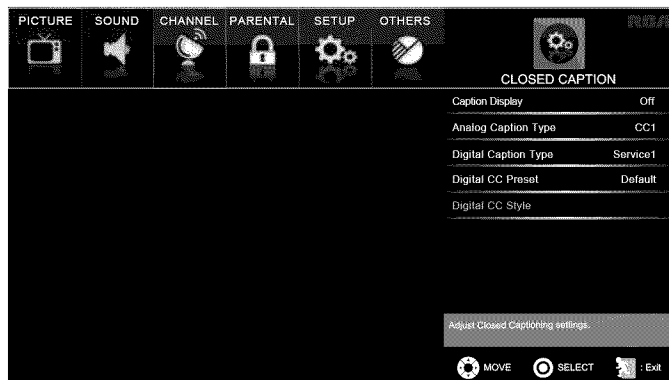 PICTURE SOUND CHANNEL PARENTAL SETUP OTHERS
RCA
CLOSED CAPTION
Caption Display Off
Analog Caption Type CC1
Digital Caption Type Service1
Digital CC Preset Default
Digital CC Style
Adjust Closed Captioning settings.
MOVE SELECT : Exit